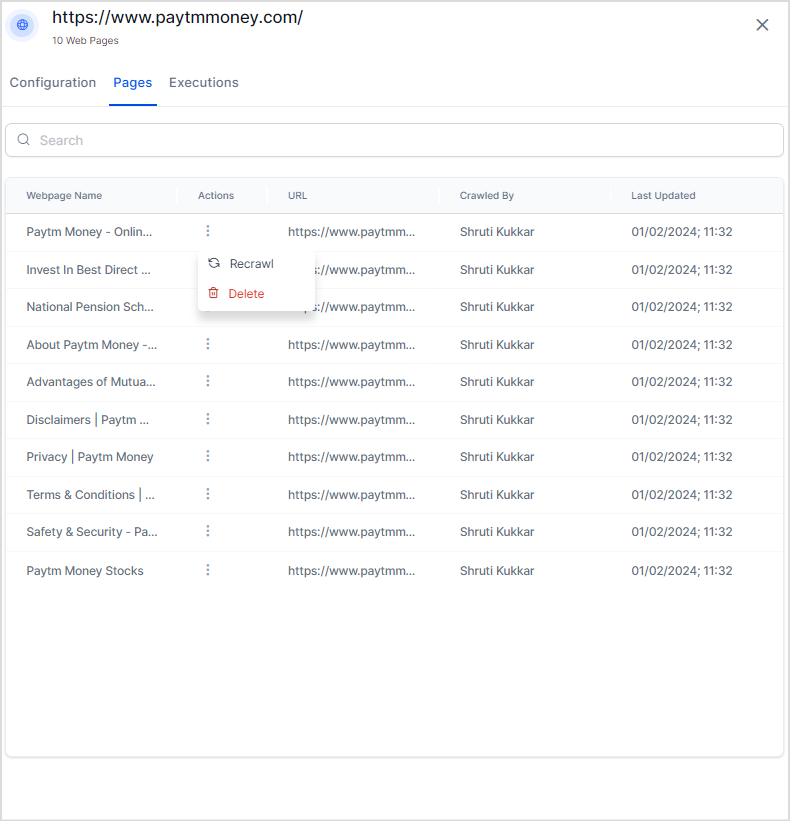 https://www.paytmmoney.com/
10 Web Pages
Configuration Pages Executions
Search
Webpage Name Actions URL Crawled By Last Updated
Paytm Money - Onlin... https://www.paytmm... Shruti Kukkar 01/02/2024; 11:32
Recrawl
Invest In Best Direct ... s://www.paytmm... Shruti Kukkar 01/02/2024; 11:32
Delete
National Pension Sch... ps://www.paytmm... Shruti Kukkar 01/02/2024; 11:32
About Paytm Money -... https://www.paytmm... Shruti Kukkar 01/02/2024; 11:32
Advantages of Mutua... https://www.paytmm... Shruti Kukkar 01/02/2024; 11:32
Disclaimers | Paytm ... https://www.paytmm... Shruti Kukkar 01/02/2024; 11:32
Privacy | Paytm Money https://www.paytmm... Shruti Kukkar 01/02/2024; 11:32
Terms & Conditions | ... https://www.paytmm... Shruti Kukkar 01/02/2024; 11:32
Safety & Security - Pa... https://www.paytmm... Shruti Kukkar 01/02/2024; 11:32
Paytm Money Stocks https://www.paytmm... Shruti Kukkar 01/02/2024; 11:32